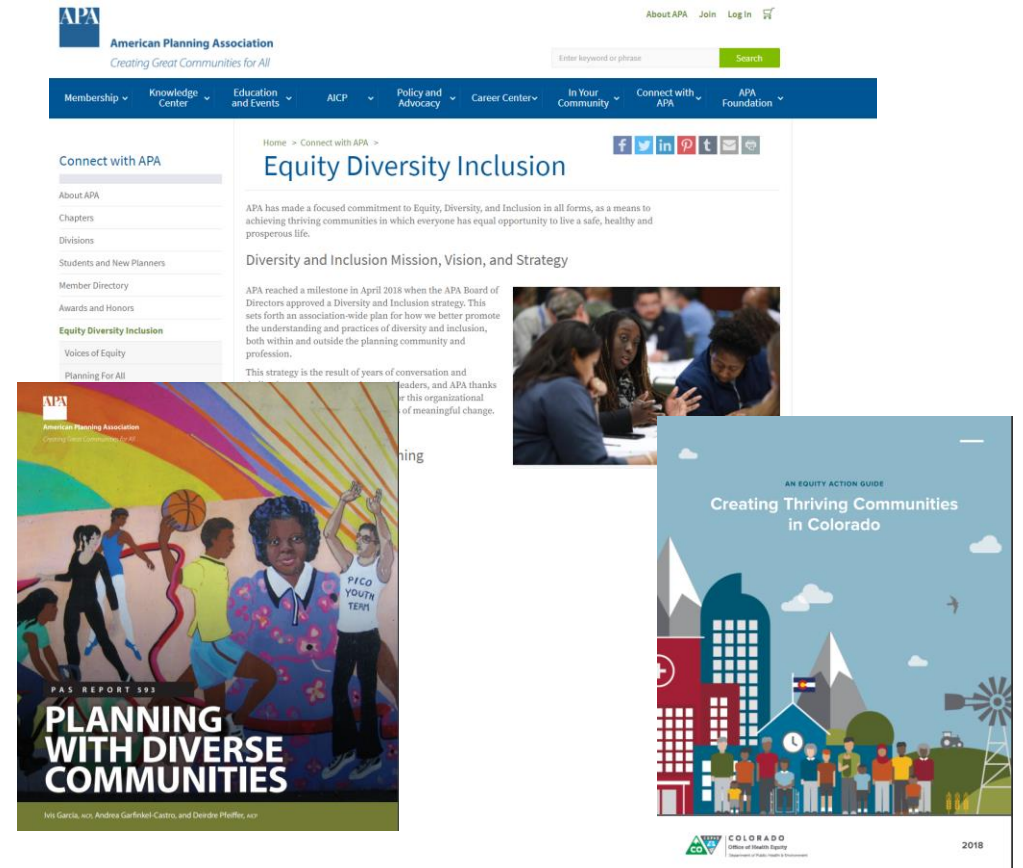 APA
American Planning Association
Creating Great Communities for All
About APA Join Log In
Enter keyword or phrase
Search
Membership
Knowledge Center
Education and Events
AICP
Policy and Advocacy
Career Center
In Your Community
Connect with APA
APA Foundation
Connect with APA
About APA
Chapters
Divisions
Students and New Planners
Member Directory
Awards and Honors
Equity Diversity Inclusion
Voices of Equity
Planning For All
Home > Connect with APA >
Equity Diversity Inclusion
APA has made a focused commitment to Equity, Diversity, and Inclusion in all forms, as a means to
achieving thriving communities in which everyone has equal opportunity to live a safe, healthy and
prosperous life.
Diversity and Inclusion Mission, Vision, and Strategy
APA reached a milestone in April 2018 when the APA Board of
Directors approved a Diversity and Inclusion strategy. This
sets forth an association-wide plan for how we better promote
the understanding and practices of diversity and inclusion,
both within and outside the planning community and
profession.
This strategy is the result of years of conversation and
eaders, and APA thanks
or this organizational
of meaningful change.
ning
APA
American Planning Association
Creating Great Communities for All
PICO
YOUTH
TEAM
PAS REPORT 593
PLANNING
WITH DIVERSE
COMMUNITIES
Ivis García, AICP, Andrea Garfinkel-Castro, and Deirdre Pfeiffer, AICP
AN EQUITY ACTION GUIDE
Creating Thriving Communities
in Colorado
CO
COLORADO
Office of Health Equity
Department of Public Health & Environment
2018